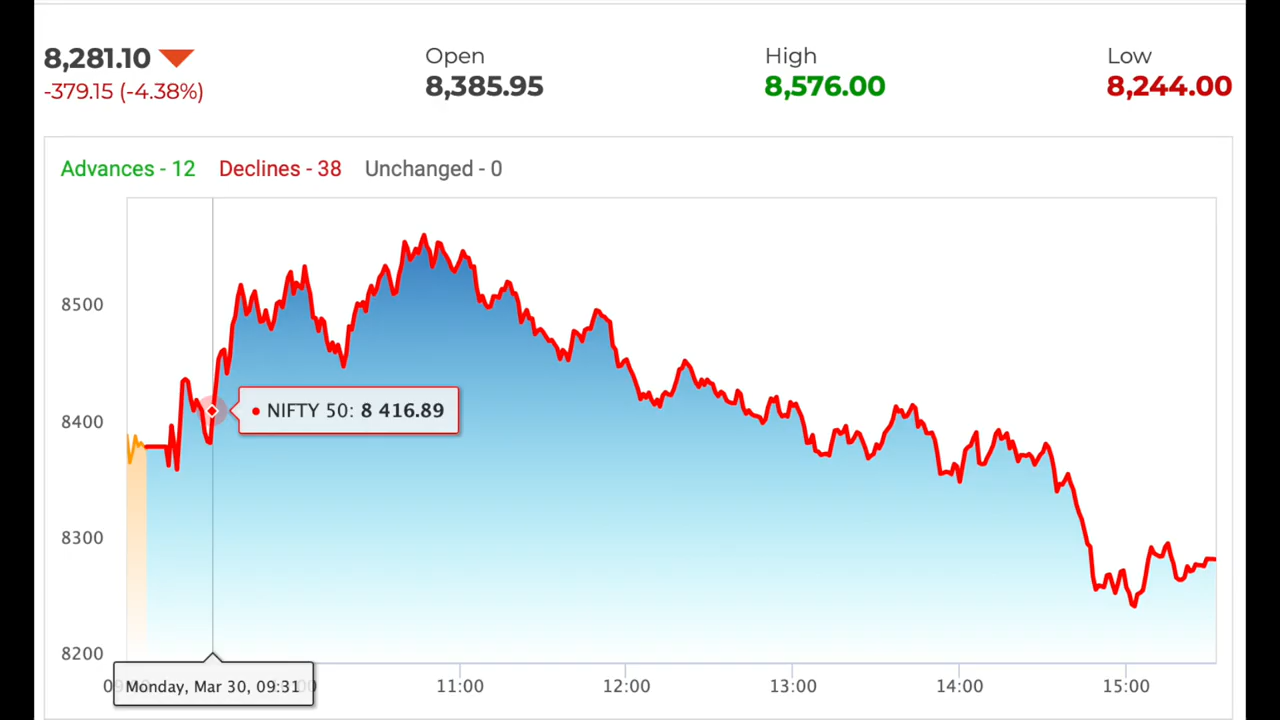 8,281.10
-379.15 (-4.38%)
Open
8,385.95
High
8,576.00
Low
8,244.00
Advances - 12 Declines - 38 Unchanged - 0
8500
8400
8300
8200
NIFTY 50: 8 416.89
Monday, Mar 30, 09:31
11:00 12:00 13:00 14:00 15:00